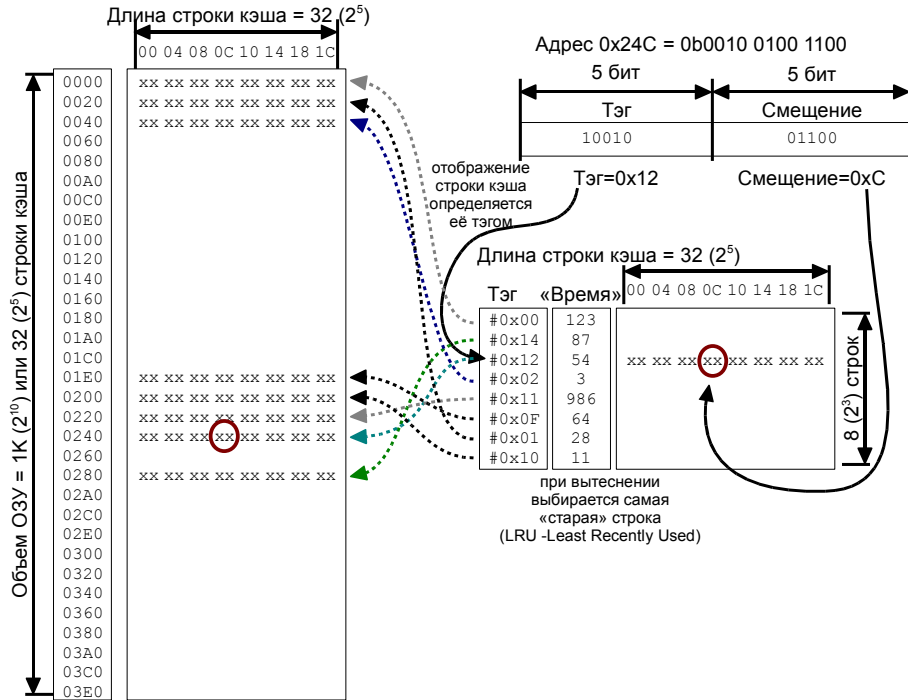 Длина строки кэша = 32 (2⁵)
00 04 08 0C 10 14 18 1C
Объем ОЗУ = 1K (2¹⁰) или 32 (2⁵) строки кэша
0000 xx xx xx xx xx xx xx xx
0020 xx xx xx xx xx xx xx xx
0040 xx xx xx xx xx xx xx xx
0060
0080
00A0
00C0
00E0
0100
0120
0140
0160
0180
01A0
01C0
01E0 xx xx xx xx xx xx xx xx
0200 xx xx xx xx xx xx xx xx
0220 xx xx xx xx xx xx xx xx
0240 xx xx xx xx xx xx xx xx
0260
0280 xx xx xx xx xx xx xx xx
02A0
02C0
02E0
0300
0320
0340
0360
0380
03A0
03C0
03E0
Адрес 0x24C = 0b0010 0100 1100
5 бит 5 бит
Тэг Смещение
10010 01100
Тэг=0x12 Смещение=0xC
отображение
строки кэша
определяется
её тэгом
Длина строки кэша = 32 (2⁵)
Тэг «Время» 00 04 08 0C 10 14 18 1C
#0x00 123
#0x14 87
#0x12 54 xx xx xx xx xx xx xx xx
#0x02 3
#0x11 986
#0x0F 64
#0x01 28
#0x10 11
8 (2³) строк
при вытеснении
выбирается самая
«старая» строка
(LRU -Least Recently Used)